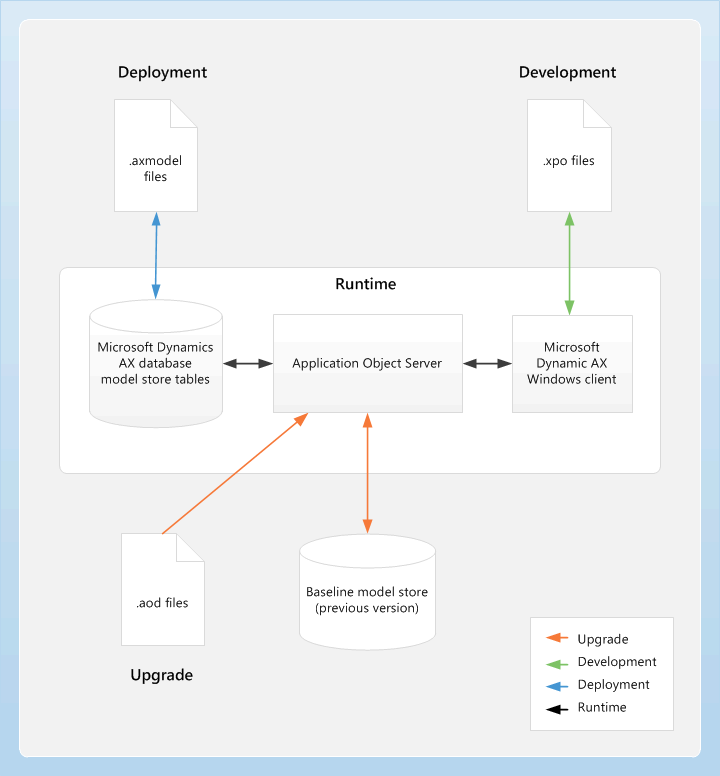 Deployment
Development
.axmodel
files
.xpo files
Runtime
Microsoft Dynamics
AX database
model store tables
Application Object Server
Microsoft
Dynamic AX
Windows client
.aod files
Baseline model store
(previous version)
Upgrade
Upgrade
Development
Deployment
Runtime